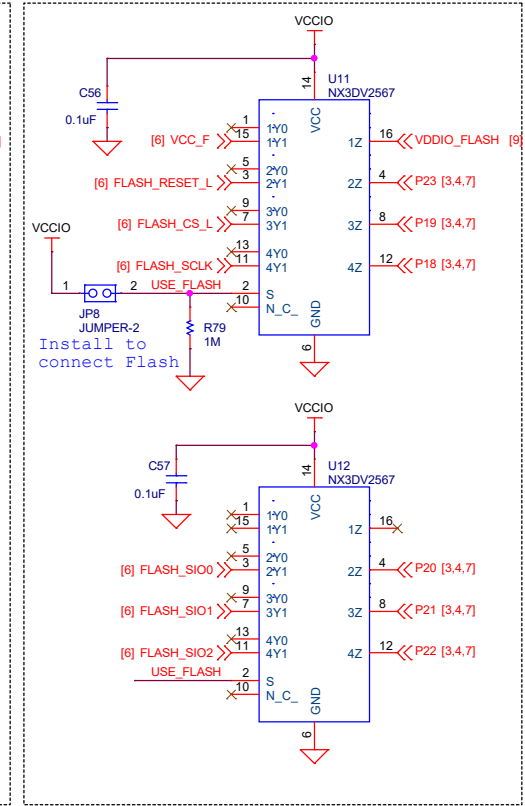 VCCIO
C56
0.1uF
U11
NX3DV2567
14
VCC
1
1Y0
15
1Y1
[6] VCC_F
1Z
16
VDDIO_FLASH [9]
5
2Y0
3
2Y1
[6] FLASH_RESET_L
2Z
4
P23 [3,4,7]
9
3Y0
7
3Y1
[6] FLASH_CS_L
3Z
8
P19 [3,4,7]
13
4Y0
11
4Y1
[6] FLASH_SCLK
4Z
12
P18 [3,4,7]
VCCIO
1
2
USE_FLASH
2
S
10
N_C_
GND
6
JP8
JUMPER-2
R79
1M
Install to
connect Flash
VCCIO
C57
0.1uF
U12
NX3DV2567
14
VCC
1
1Y0
15
1Y1
1Z
16
5
2Y0
3
2Y1
[6] FLASH_SIO0
2Z
4
P20 [3,4,7]
9
3Y0
7
3Y1
[6] FLASH_SIO1
3Z
8
P21 [3,4,7]
13
4Y0
11
4Y1
[6] FLASH_SIO2
4Z
12
P22 [3,4,7]
USE_FLASH
2
S
10
N_C_
GND
6